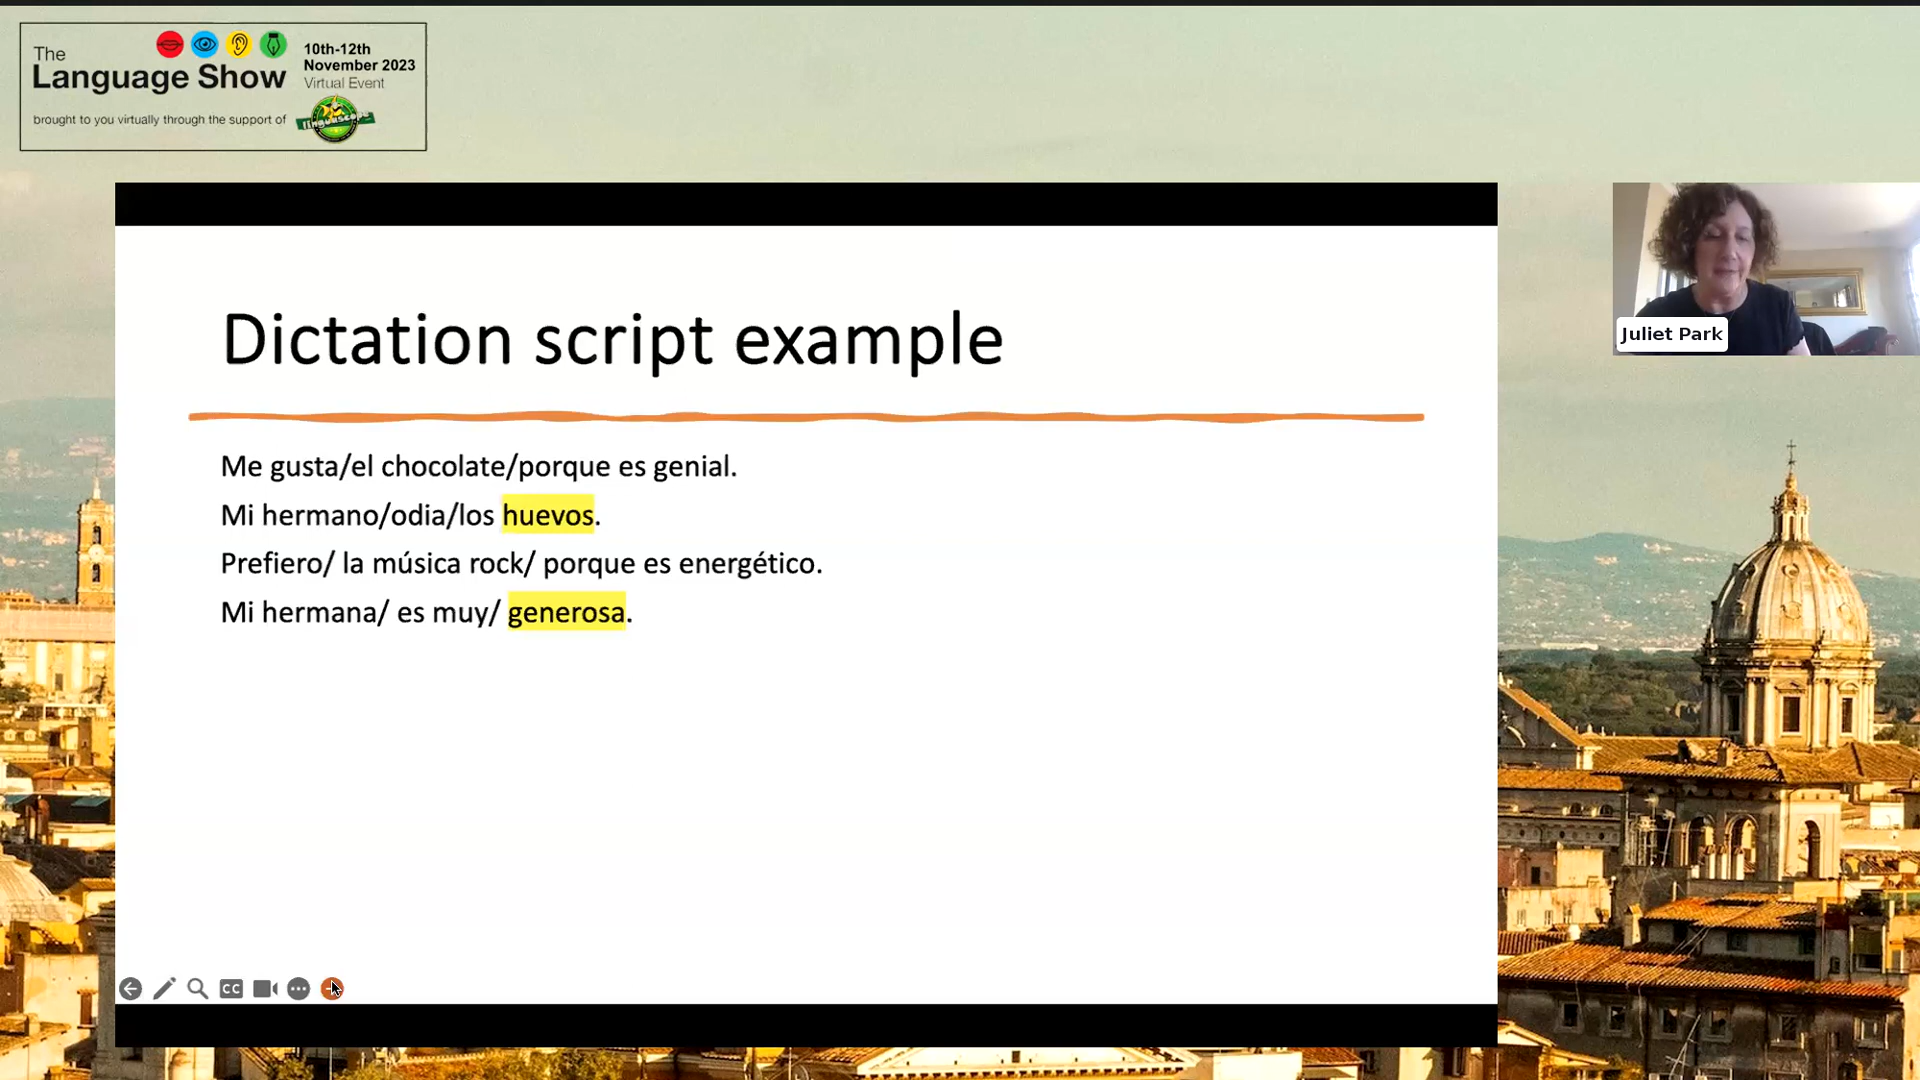 The
Language Show
10th-12th
November 2023
Virtual Event
brought to you virtually through the support of
linguascope
Juliet Park
Dictation script example
Me gusta/el chocolate/porque es genial.
Mi hermano/odia/los huevos.
Prefiero/ la música rock/ porque es energético.
Mi hermana/ es muy/ generosa.
CC